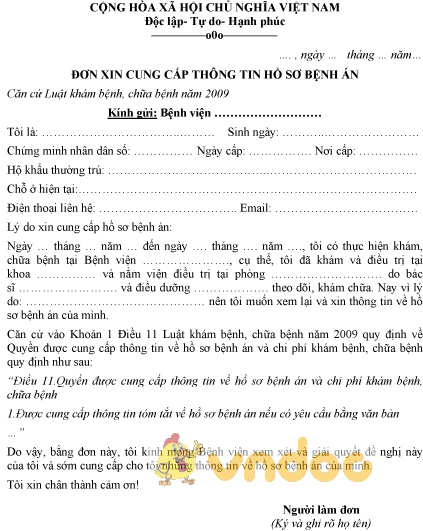 CỘNG HÒA XÃ HỘI CHỦ NGHĨA VIỆT NAM
Độc lập- Tự do- Hạnh phúc
————-o0o————
…. , ngày … tháng … năm…
ĐƠN XIN CUNG CẤP THÔNG TIN HỒ SƠ BỆNH ÁN
Căn cứ Luật khám bệnh, chữa bệnh năm 2009
Kính gửi: Bệnh viện ………………………
Tôi là: …………………………………….. Sinh ngày: ……………………………
Chứng minh nhân dân số: …………… Ngày cấp: …………… Nơi cấp: ……………
Hộ khẩu thường trú: ……………………………………………………………………
Chỗ ở hiện tại:……………………………………………………………………………
Điện thoại liên hệ: …………………………….. Email: ………………………………
Lý do xin cung cấp hồ sơ bệnh án:
Ngày … tháng … năm … đến ngày …. tháng …. năm …., tôi có thực hiện khám,
chữa bệnh tại Bệnh viện …………………., cụ thể, tôi đã khám và điều trị tại
khoa …………… và nằm viện điều trị tại phòng ………………… do bác
sĩ …………………… và điều dưỡng …………… theo dõi, khám chữa. Nay vì lý
do: ……………………………………… nên tôi muốn xem lại và xin thông tin về hồ
sơ bệnh án của mình.
Căn cứ vào Khoản 1 Điều 11 Luật khám bệnh, chữa bệnh năm 2009 quy định về
Quyền được cung cấp thông tin về hồ sơ bệnh án và chi phí khám bệnh, chữa bệnh
quy định như sau:
“Điều 11.Quyền được cung cấp thông tin về hồ sơ bệnh án và chi phí khám bệnh,
chữa bệnh
1.Được cung cấp thông tin tóm tắt về hồ sơ bệnh án nếu có yêu cầu bằng văn bản
… ”
Do vậy, bằng đơn này, tôi kính mong Bệnh viện xem xét và giải quyết đề nghị này
của tôi và sớm cung cấp cho tôi những thông tin về hồ sơ bệnh án của mình.
Tôi xin chân thành cảm ơn!
vndoc
Người làm đơn
(Ký và ghi rõ họ tên)